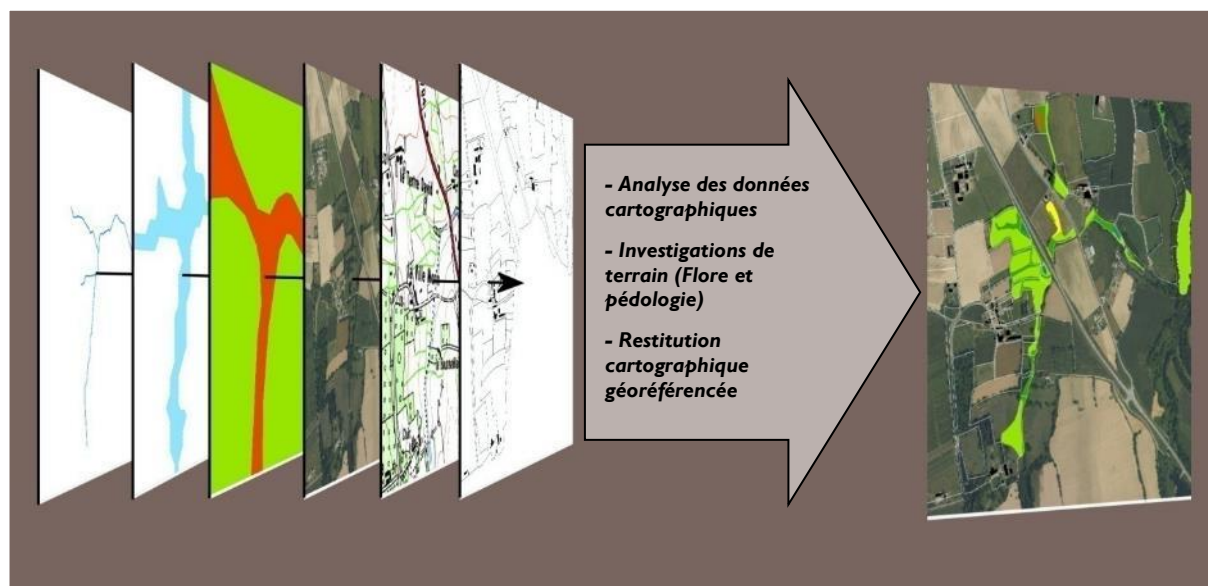 - Analyse des données
cartographiques
- Investigations de
terrain (Flore et
pédologie)
- Restitution
cartographique
géoréférencée